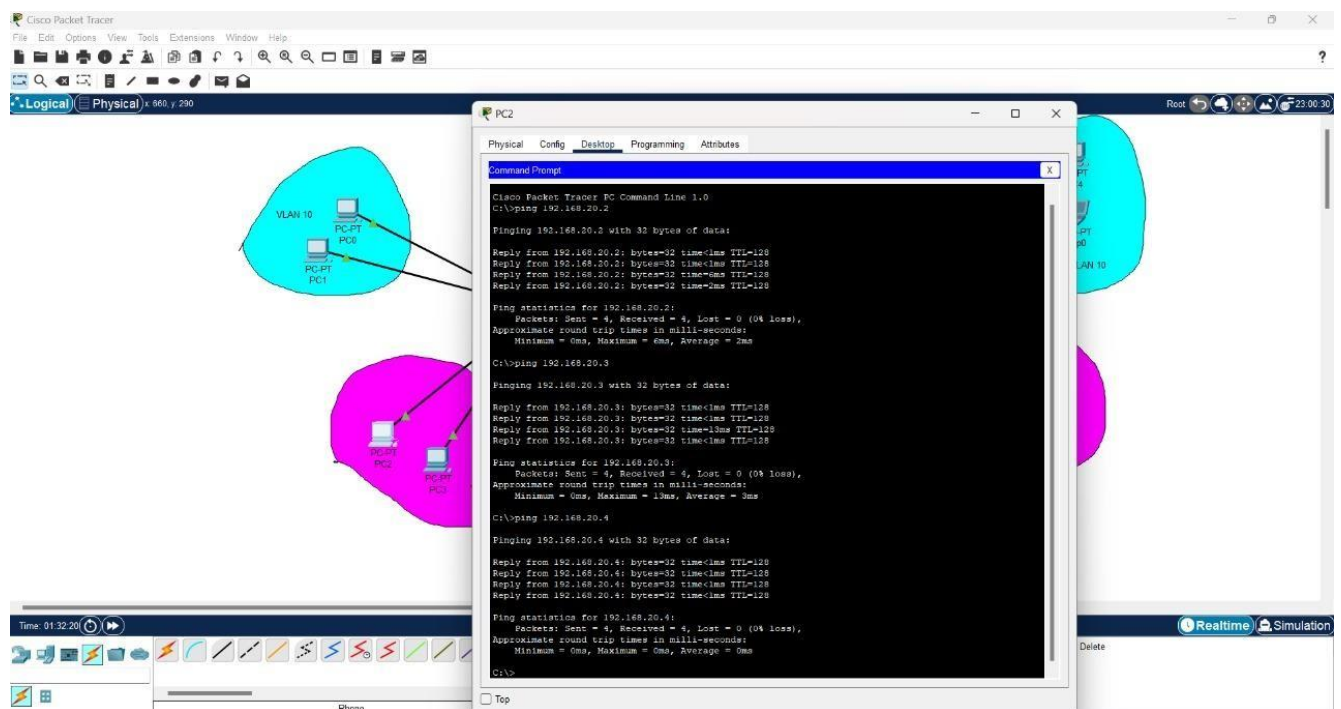 Cisco Packet Tracer
File Edit Options View Tools Extensions Window Help
?
Logical Physical x: 660, y: 290
Root 23:00:30
PC2
Physical Config Desktop Programming Attributes
Command Prompt X
Cisco Packet Tracer PC Command Line 1.0
C:\>ping 192.168.20.2
Pinging 192.168.20.2 with 32 bytes of data:
Reply from 192.168.20.2: bytes=32 time<1ms TTL=128
Reply from 192.168.20.2: bytes=32 time<1ms TTL=128
Reply from 192.168.20.2: bytes=32 time=6ms TTL=128
Reply from 192.168.20.2: bytes=32 time=2ms TTL=128
Ping statistics for 192.168.20.2:
Packets: Sent = 4, Received = 4, Lost = 0 (0% loss),
Approximate round trip times in milli-seconds:
Minimum = 0ms, Maximum = 6ms, Average = 2ms
C:\>ping 192.168.20.3
Pinging 192.168.20.3 with 32 bytes of data:
Reply from 192.168.20.3: bytes=32 time<1ms TTL=128
Reply from 192.168.20.3: bytes=32 time<1ms TTL=128
Reply from 192.168.20.3: bytes=32 time=13ms TTL=128
Reply from 192.168.20.3: bytes=32 time<1ms TTL=128
Ping statistics for 192.168.20.3:
Packets: Sent = 4, Received = 4, Lost = 0 (0% loss),
Approximate round trip times in milli-seconds:
Minimum = 0ms, Maximum = 13ms, Average = 3ms
C:\>ping 192.168.20.4
Pinging 192.168.20.4 with 32 bytes of data:
Reply from 192.168.20.4: bytes=32 time<1ms TTL=128
Reply from 192.168.20.4: bytes=32 time<1ms TTL=128
Reply from 192.168.20.4: bytes=32 time<1ms TTL=128
Reply from 192.168.20.4: bytes=32 time<1ms TTL=128
Ping statistics for 192.168.20.4:
Packets: Sent = 4, Received = 4, Lost = 0 (0% loss),
Approximate round trip times in milli-seconds:
Minimum = 0ms, Maximum = 0ms, Average = 0ms
C:\>
Top
VLAN 10
PC-PT
PC0
PC-PT
PC1
PC-PT
PC2
PC-PT
PC3
PT
4
-PT
p0
LAN 10
Time: 01:32:20
Realtime Simulation
Delete